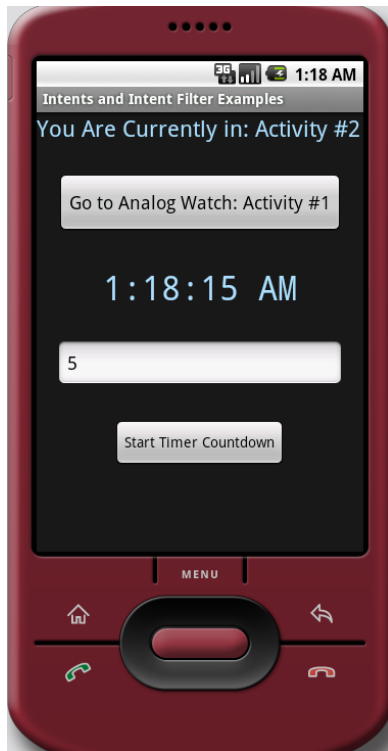 3G 1:18 AM
Intents and Intent Filter Examples
You Are Currently in: Activity #2
Go to Analog Watch: Activity #1
1:18:15 AM
5
Start Timer Countdown
MENU